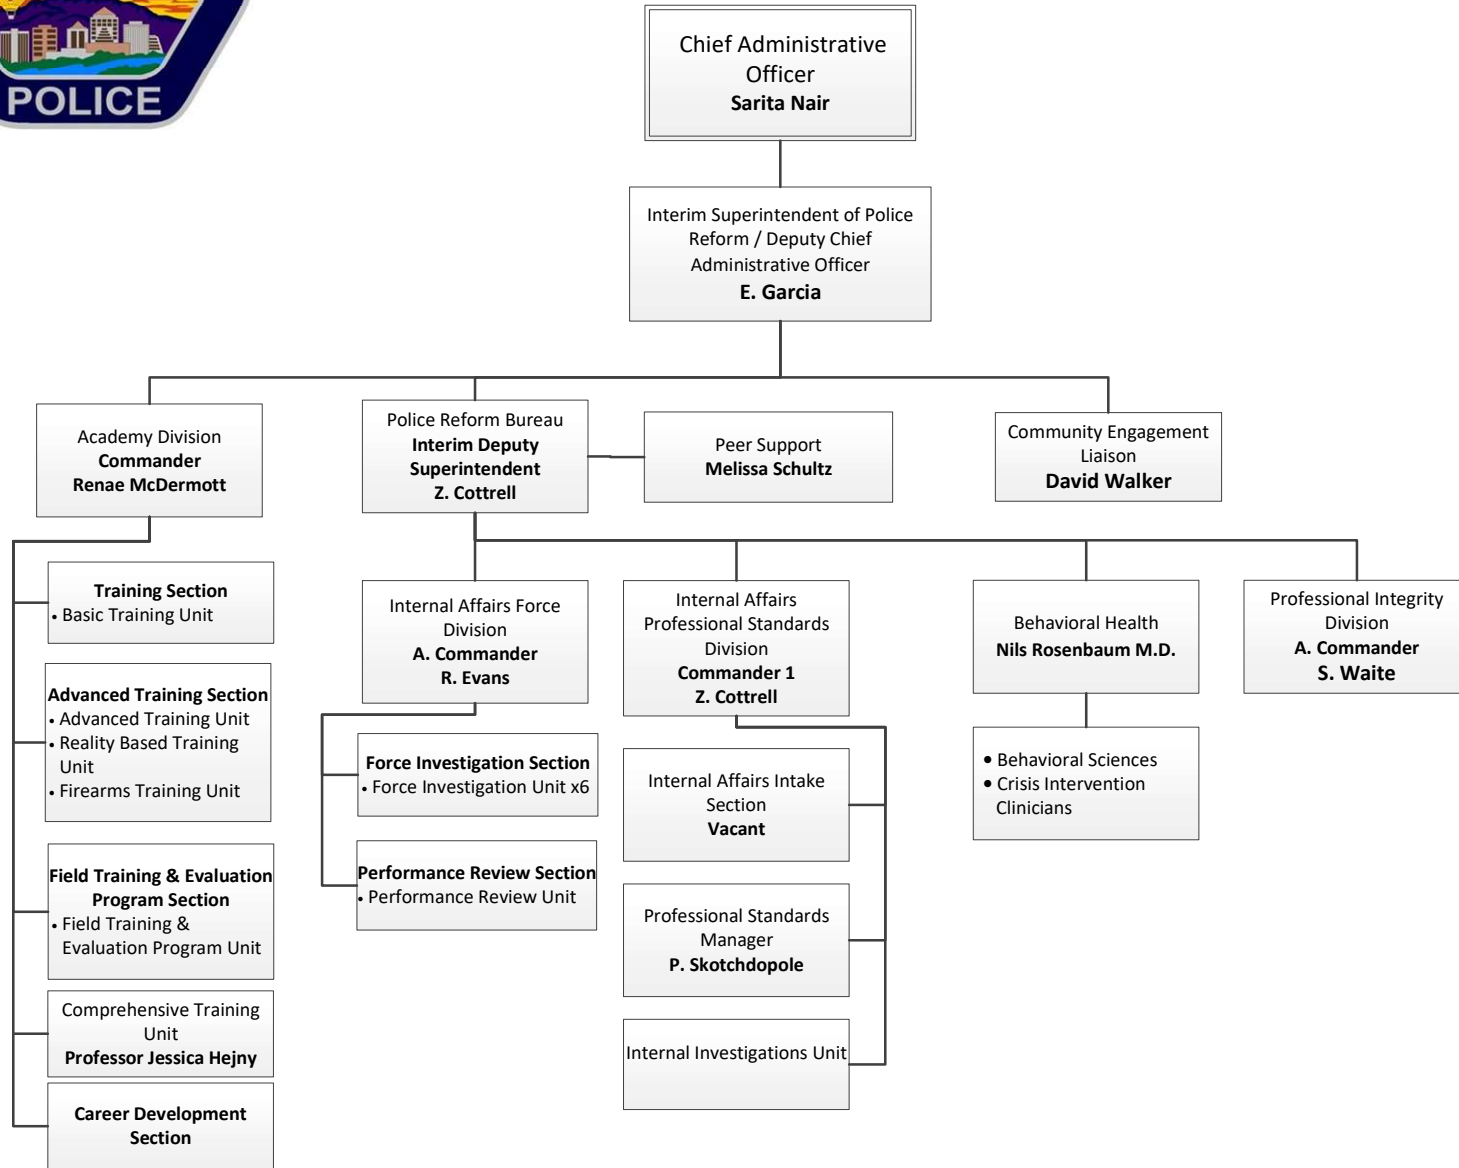 POLICE
Chief Administrative
Officer
Sarita Nair
Interim Superintendent of Police
Reform / Deputy Chief
Administrative Officer
E. Garcia
Academy Division
Commander
Renae McDermott
Police Reform Bureau
Interim Deputy
Superintendent
Z. Cottrell
Peer Support
Melissa Schultz
Community Engagement
Liaison
David Walker
Training Section
• Basic Training Unit
Advanced Training Section
• Advanced Training Unit
• Reality Based Training
Unit
• Firearms Training Unit
Field Training & Evaluation
Program Section
• Field Training &
Evaluation Program Unit
Comprehensive Training
Unit
Professor Jessica Hejny
Career Development
Section
Internal Affairs Force
Division
A. Commander
R. Evans
Force Investigation Section
• Force Investigation Unit x6
Performance Review Section
• Performance Review Unit
Internal Affairs
Professional Standards
Division
Commander 1
Z. Cottrell
Internal Affairs Intake
Section
Vacant
Professional Standards
Manager
P. Skotchdopole
Internal Investigations Unit
Behavioral Health
Nils Rosenbaum M.D.
• Behavioral Sciences
• Crisis Intervention
Clinicians
Professional Integrity
Division
A. Commander
S. Waite